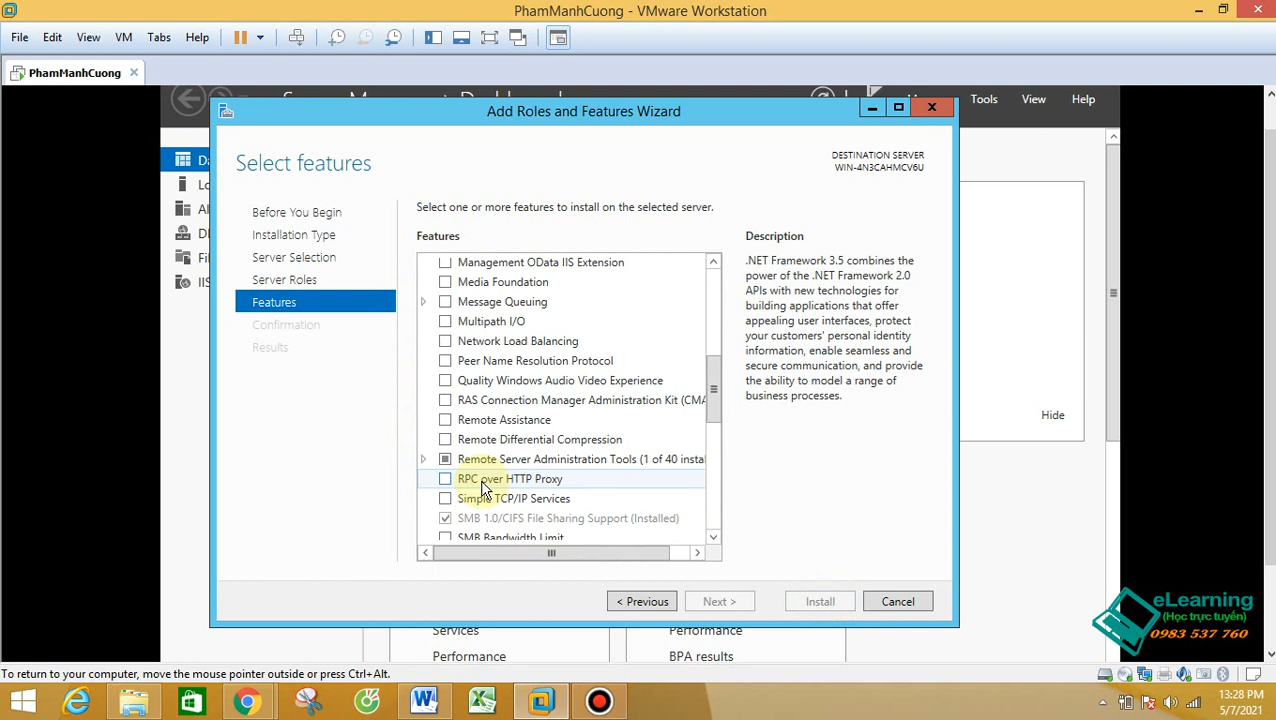 PhamManhCuong - VMware Workstation
File Edit View VM Tabs Help
PhamManhCuong
Tools View Help
Add Roles and Features Wizard
Select features
DESTINATION SERVER
WIN-4N3CAHMCV6U
Before You Begin
Installation Type
Server Selection
Server Roles
Features
Confirmation
Results
Select one or more features to install on the selected server.
Features
Management OData IIS Extension
Media Foundation
Message Queuing
Multipath I/O
Network Load Balancing
Peer Name Resolution Protocol
Quality Windows Audio Video Experience
RAS Connection Manager Administration Kit (CMA
Remote Assistance
Remote Differential Compression
Remote Server Administration Tools (1 of 40 instal
RPC over HTTP Proxy
Simple TCP/IP Services
SMB 1.0/CIFS File Sharing Support (Installed)
SMB Bandwidth Limit
Description
.NET Framework 3.5 combines the
power of the .NET Framework 2.0
APIs with new technologies for
building applications that offer
appealing user interfaces, protect
your customers' personal identity
information, enable seamless and
secure communication, and provide
the ability to model a range of
business processes.
Hide
< Previous
Next >
Install
Cancel
Services
Performance
Performance
BPA results
eLearning
(Học trực tuyến)
0983 537 760
To return to your computer, move the mouse pointer outside or press Ctrl+Alt.
13:28 PM
5/7/2021